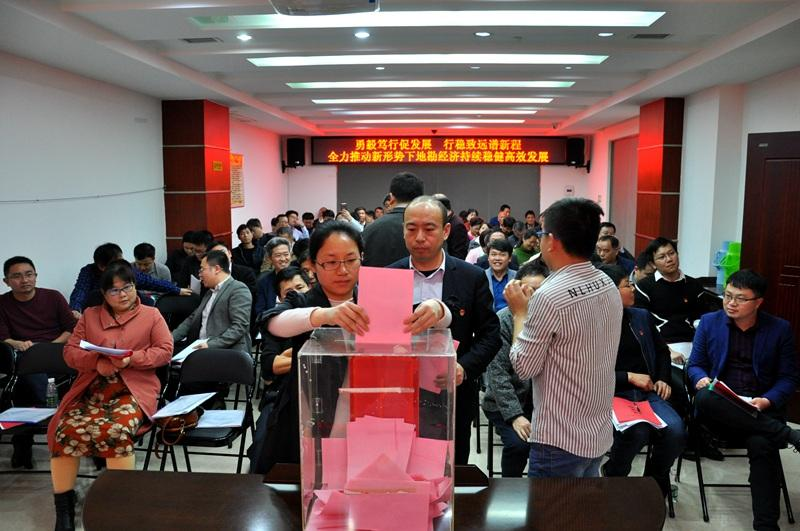 勇毅笃行促发展 行稳致远谱新程
全力推动新形势下地勘经济持续稳健高效发展